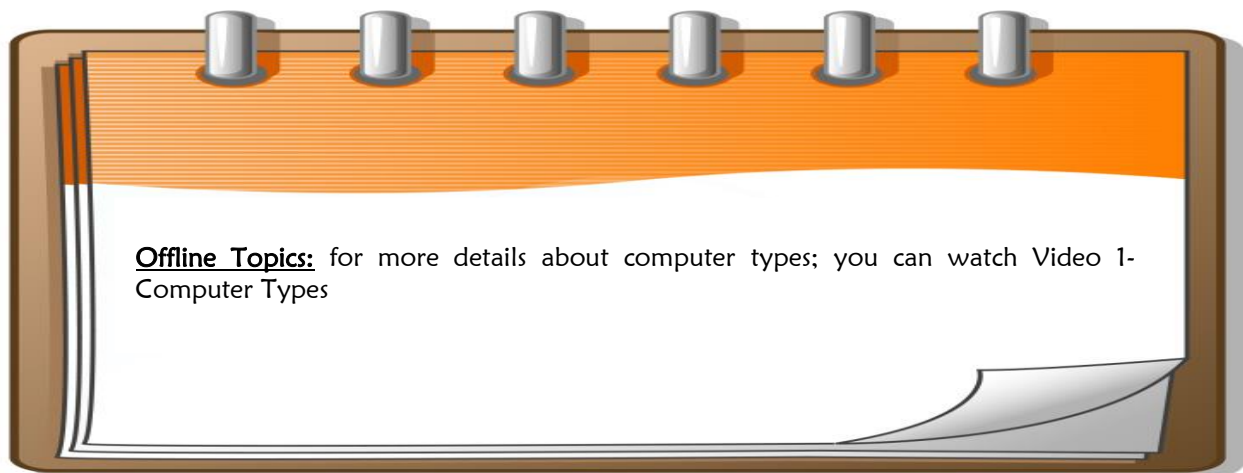 Offline Topics: for more details about computer types; you can watch Video 1-
Computer Types